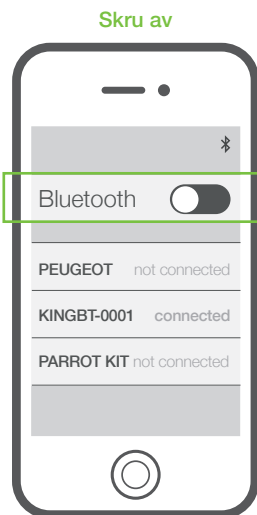 Skru av
Bluetooth
PEUGEOT not connected
KINGBT-0001 connected
PARROT KIT not connected